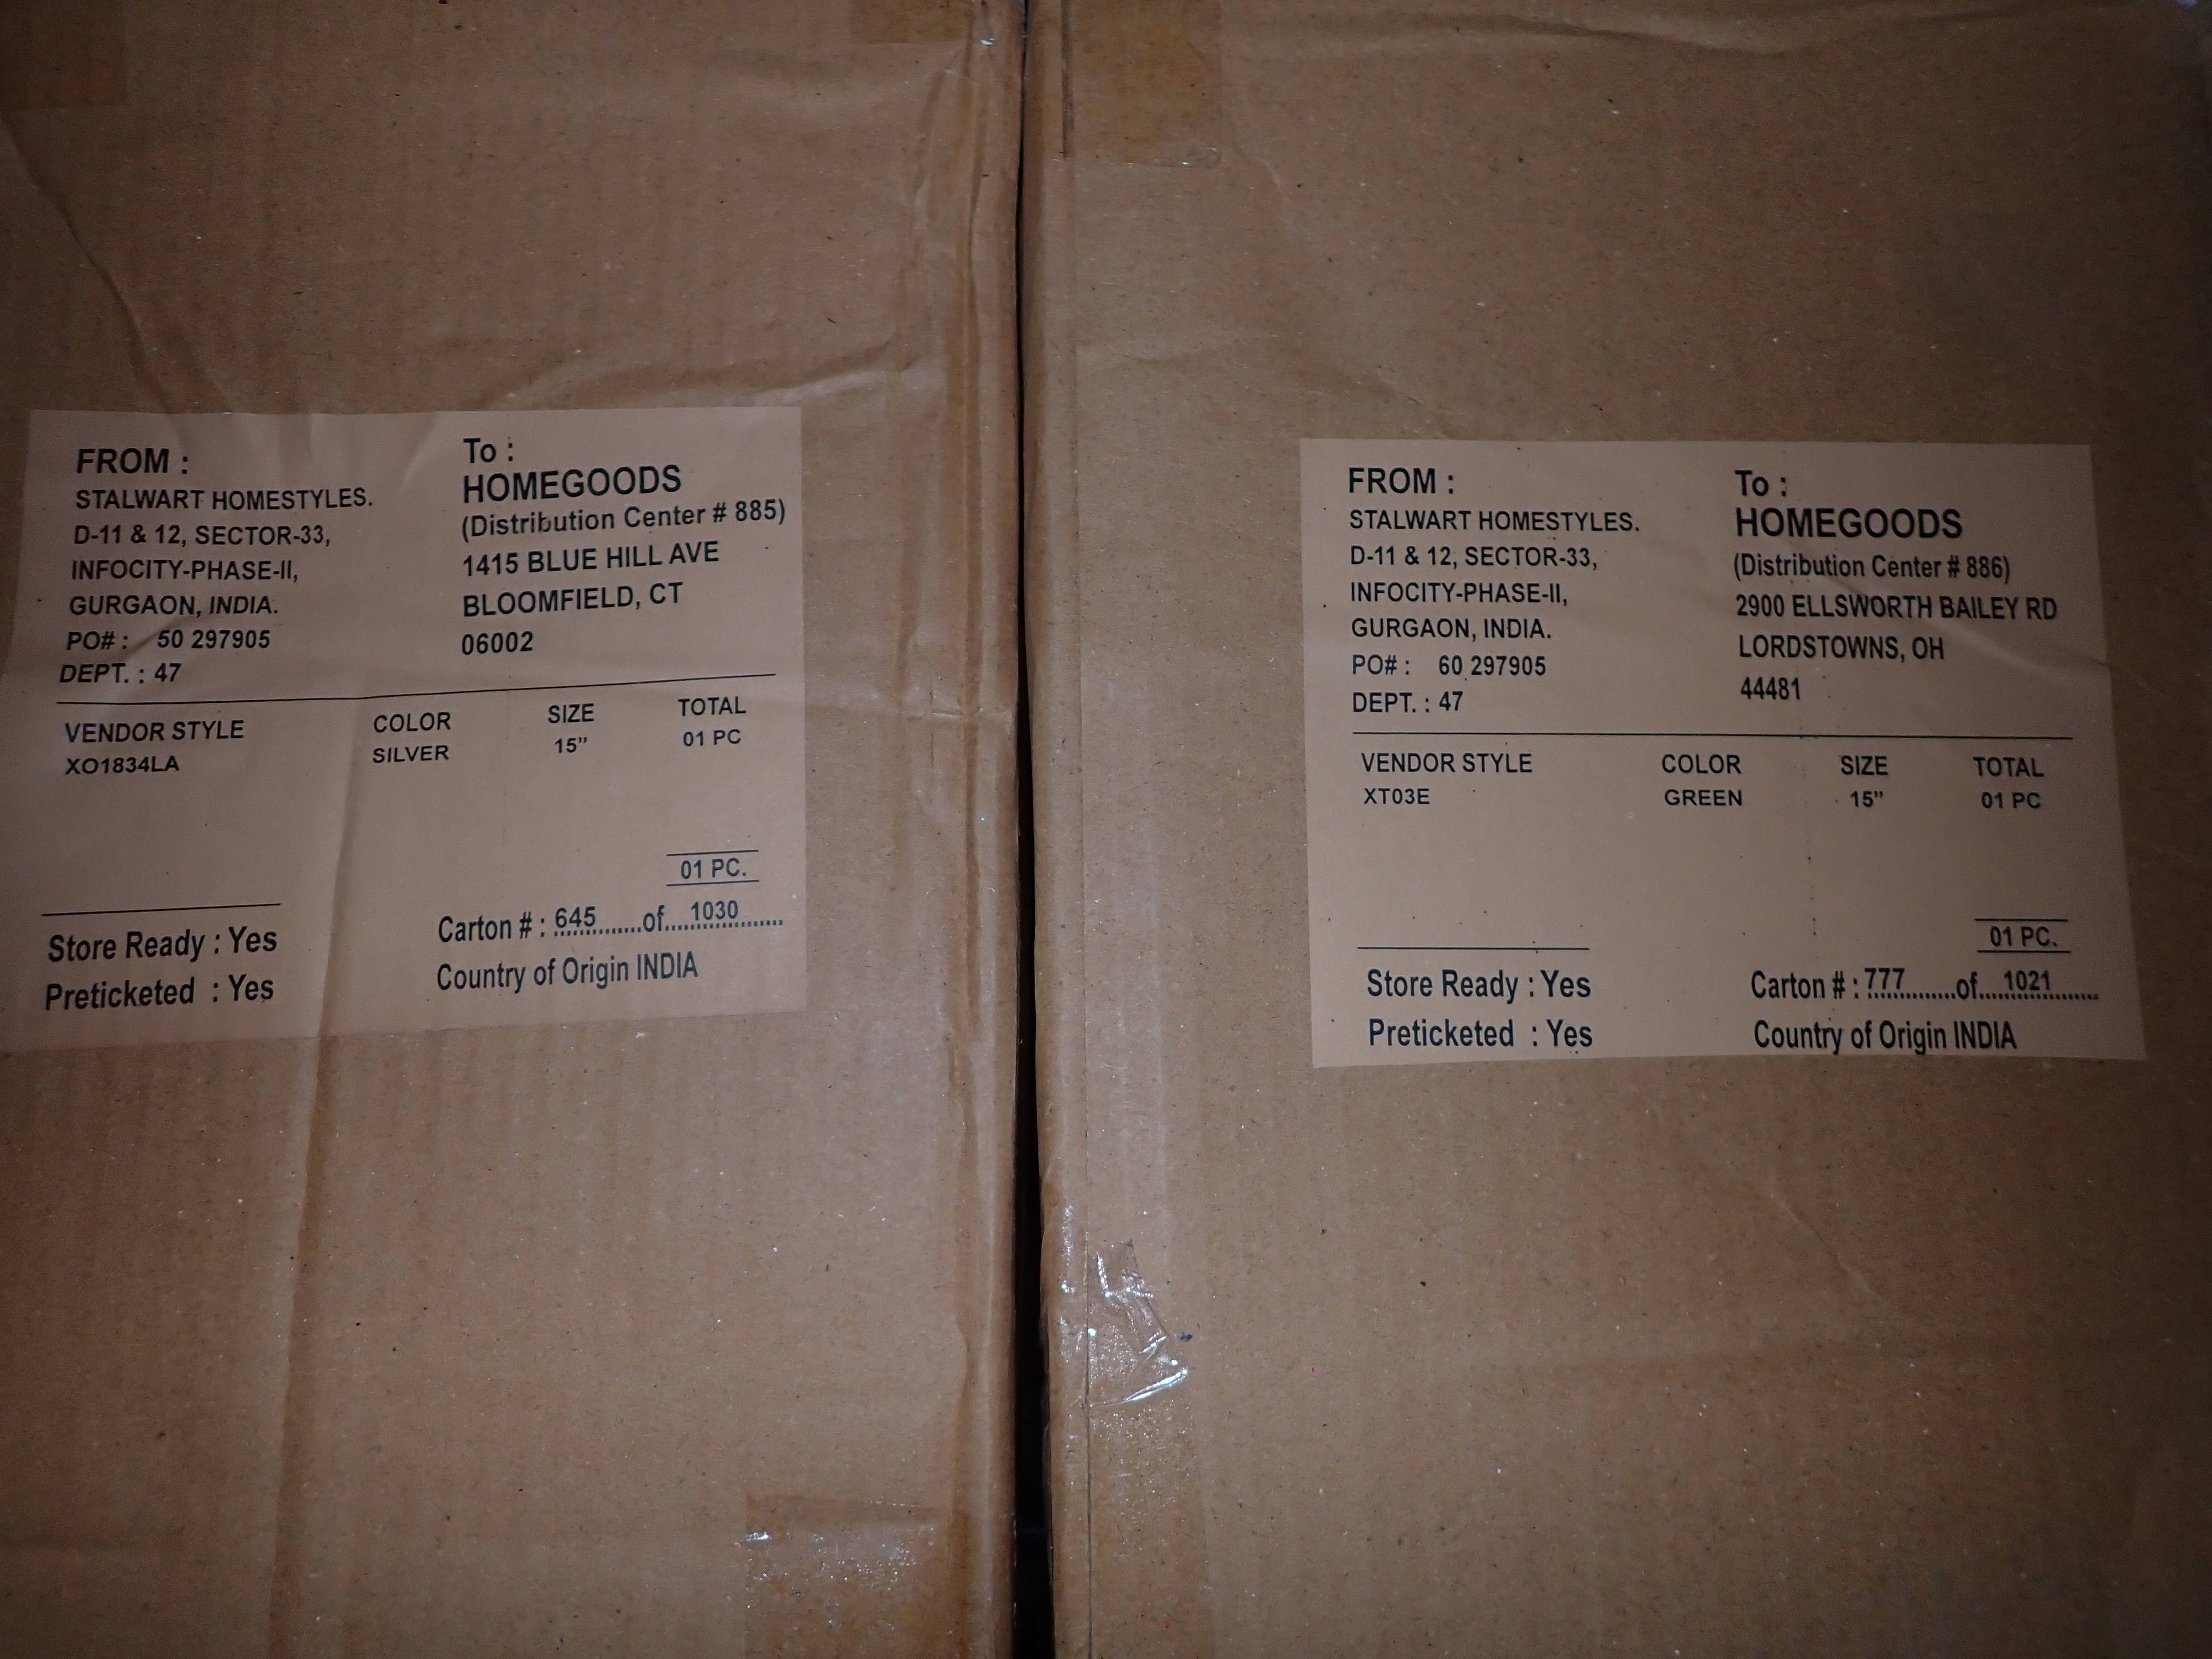 FROM :
STALWART HOMESTYLES.
D-11 & 12, SECTOR-33,
INFOCITY-PHASE-II,
GURGAON, INDIA.
PO# : 50 297905
DEPT. : 47
To :
HOMEGOODS
(Distribution Center # 885)
1415 BLUE HILL AVE
BLOOMFIELD, CT
06002
VENDOR STYLE COLOR SIZE TOTAL
XO1834LA SILVER 15” 01 PC
01 PC.
Store Ready : Yes
Preticketed : Yes
Carton # : 645.......of....1030.......
Country of Origin INDIA
FROM :
STALWART HOMESTYLES.
D-11 & 12, SECTOR-33,
INFOCITY-PHASE-II,
GURGAON, INDIA.
PO# : 60 297905
DEPT. : 47
To :
HOMEGOODS
(Distribution Center # 886)
2900 ELLSWORTH BAILEY RD
LORDSTOWNS, OH
44481
VENDOR STYLE COLOR SIZE TOTAL
XT03E GREEN 15” 01 PC
01 PC.
Store Ready : Yes
Preticketed : Yes
Carton # : 777.........of....1021.......
Country of Origin INDIA